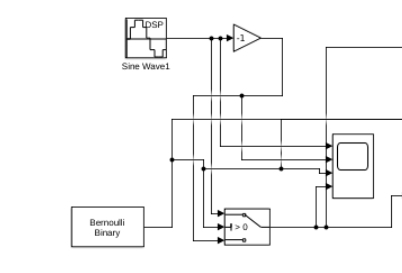 DSP
-1
Sine Wave1
Bernoulli
Binary
> 0